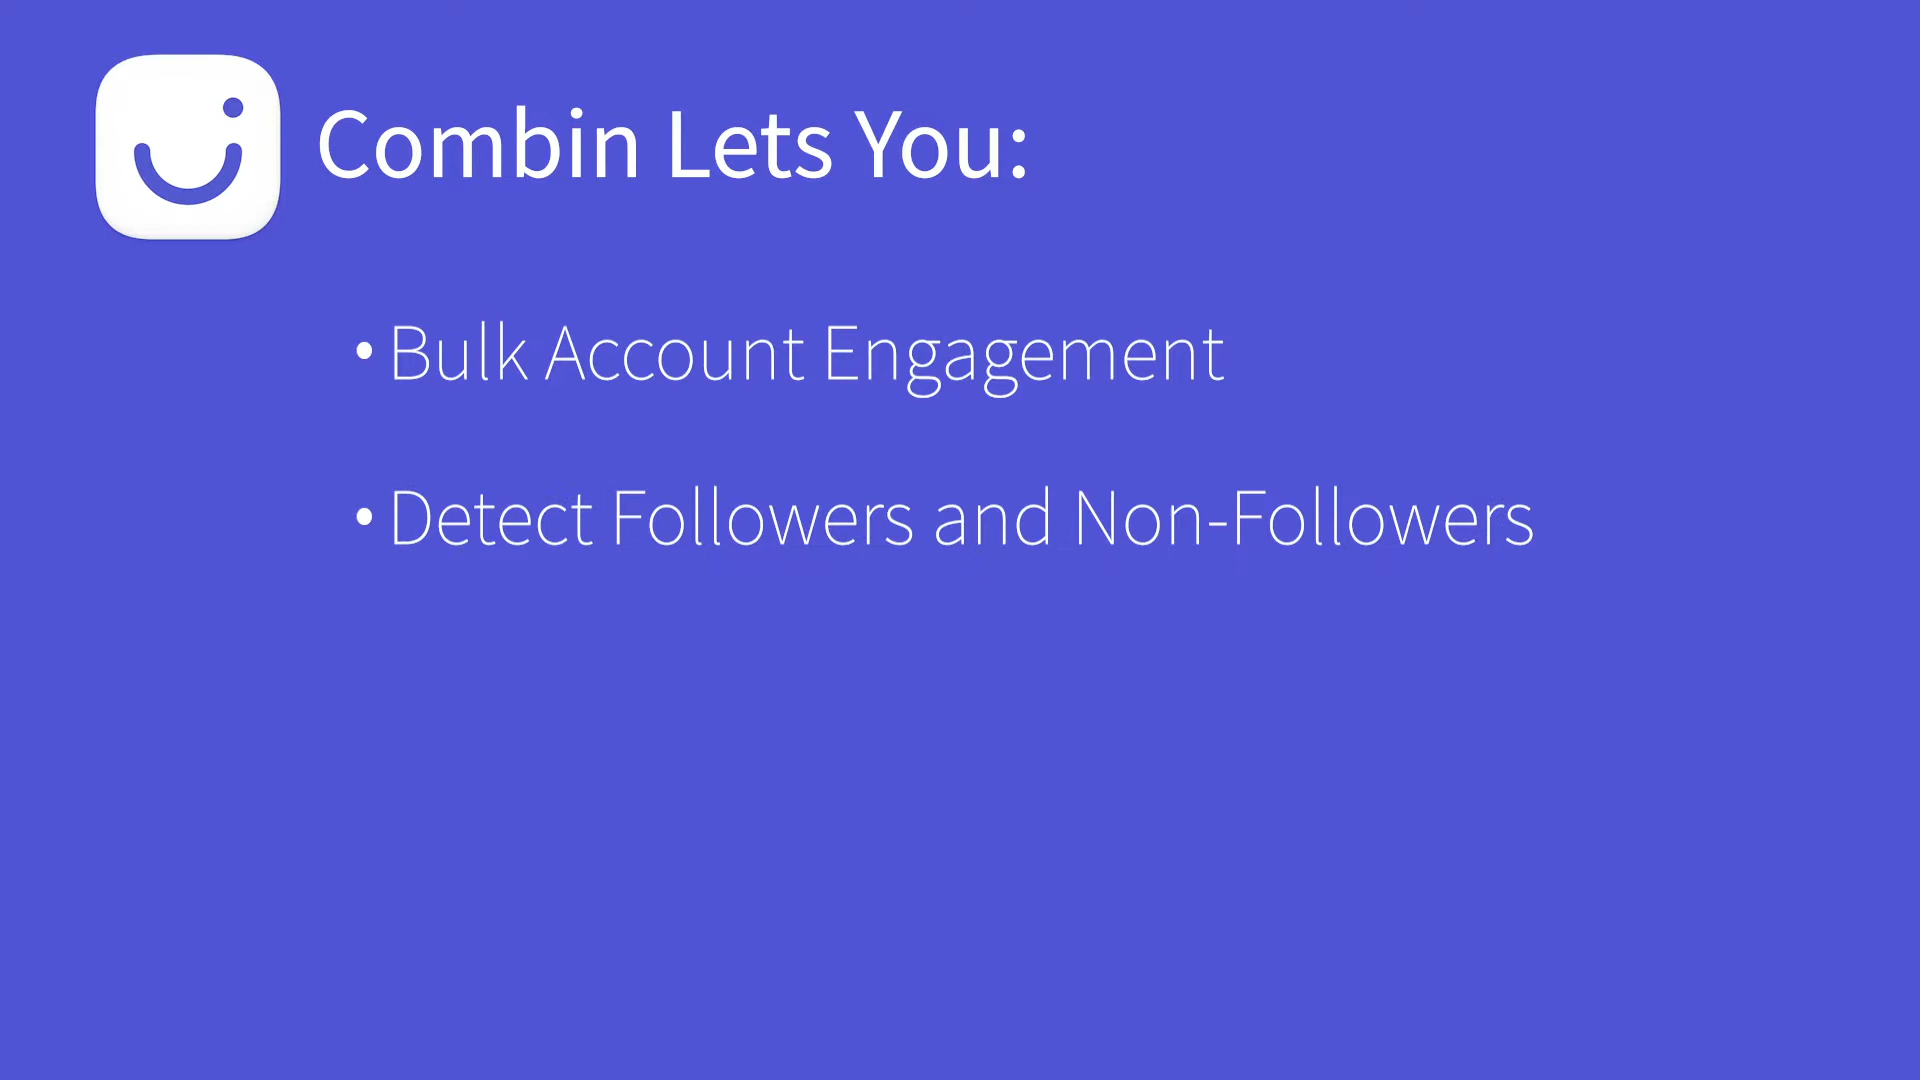 Combin Lets You:
• Bulk Account Engagement
• Detect Followers and Non-Followers